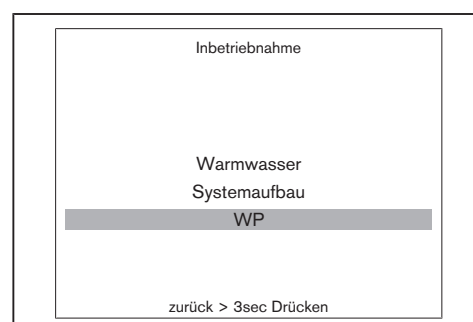 Inbetriebnahme
Warmwasser
Systemaufbau
WP
zurück > 3sec Drücken